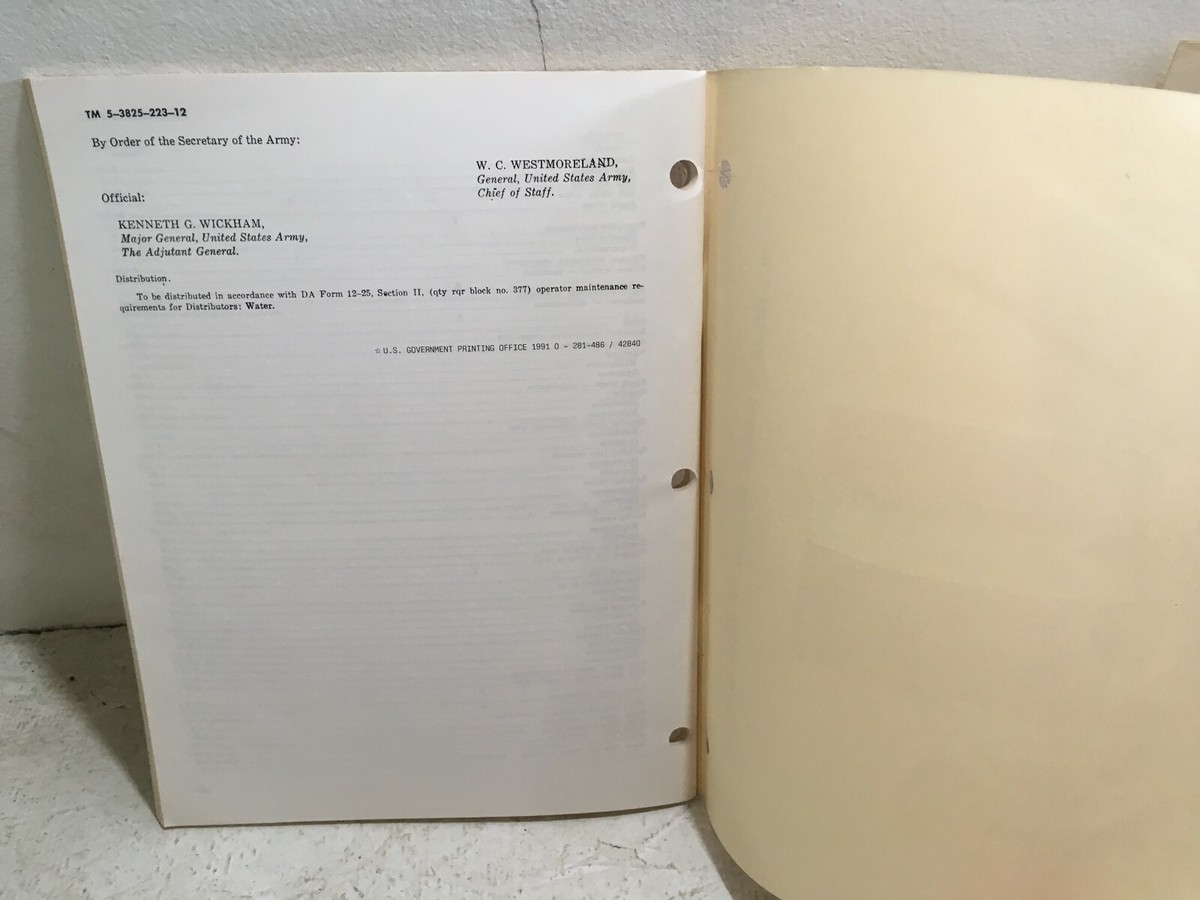 TM 5-3825-223-12
By Order of the Secretary of the Army:
W. C. WESTMORELAND,
General, United States Army,
Chief of Staff.
Official:
KENNETH G. WICKHAM,
Major General, United States Army,
The Adjutant General.
Distribution.
To be distributed in accordance with DA Form 12-25, Section II, (qty rqr block no. 377) operator maintenance re-
quirements for Distributors: Water.
☆ U.S. GOVERNMENT PRINTING OFFICE 1991 O - 281-486 / 42840